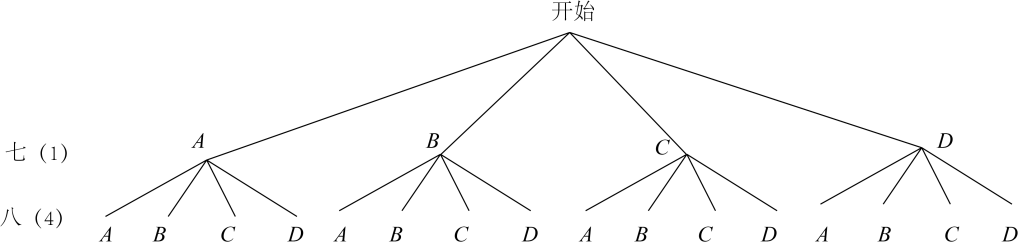 开始
七（1） A B C D
八（4） A B C D A B C D A B C D A B C D